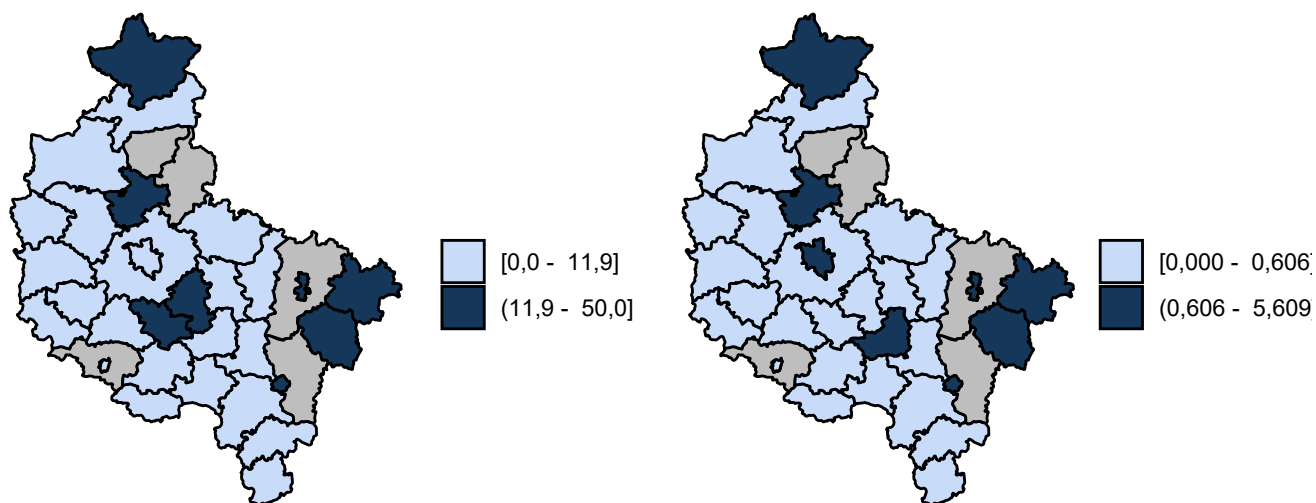 [0,0 - 11,9]
(11,9 - 50,0]
[0,000 - 0,606]
(0,606 - 5,609]